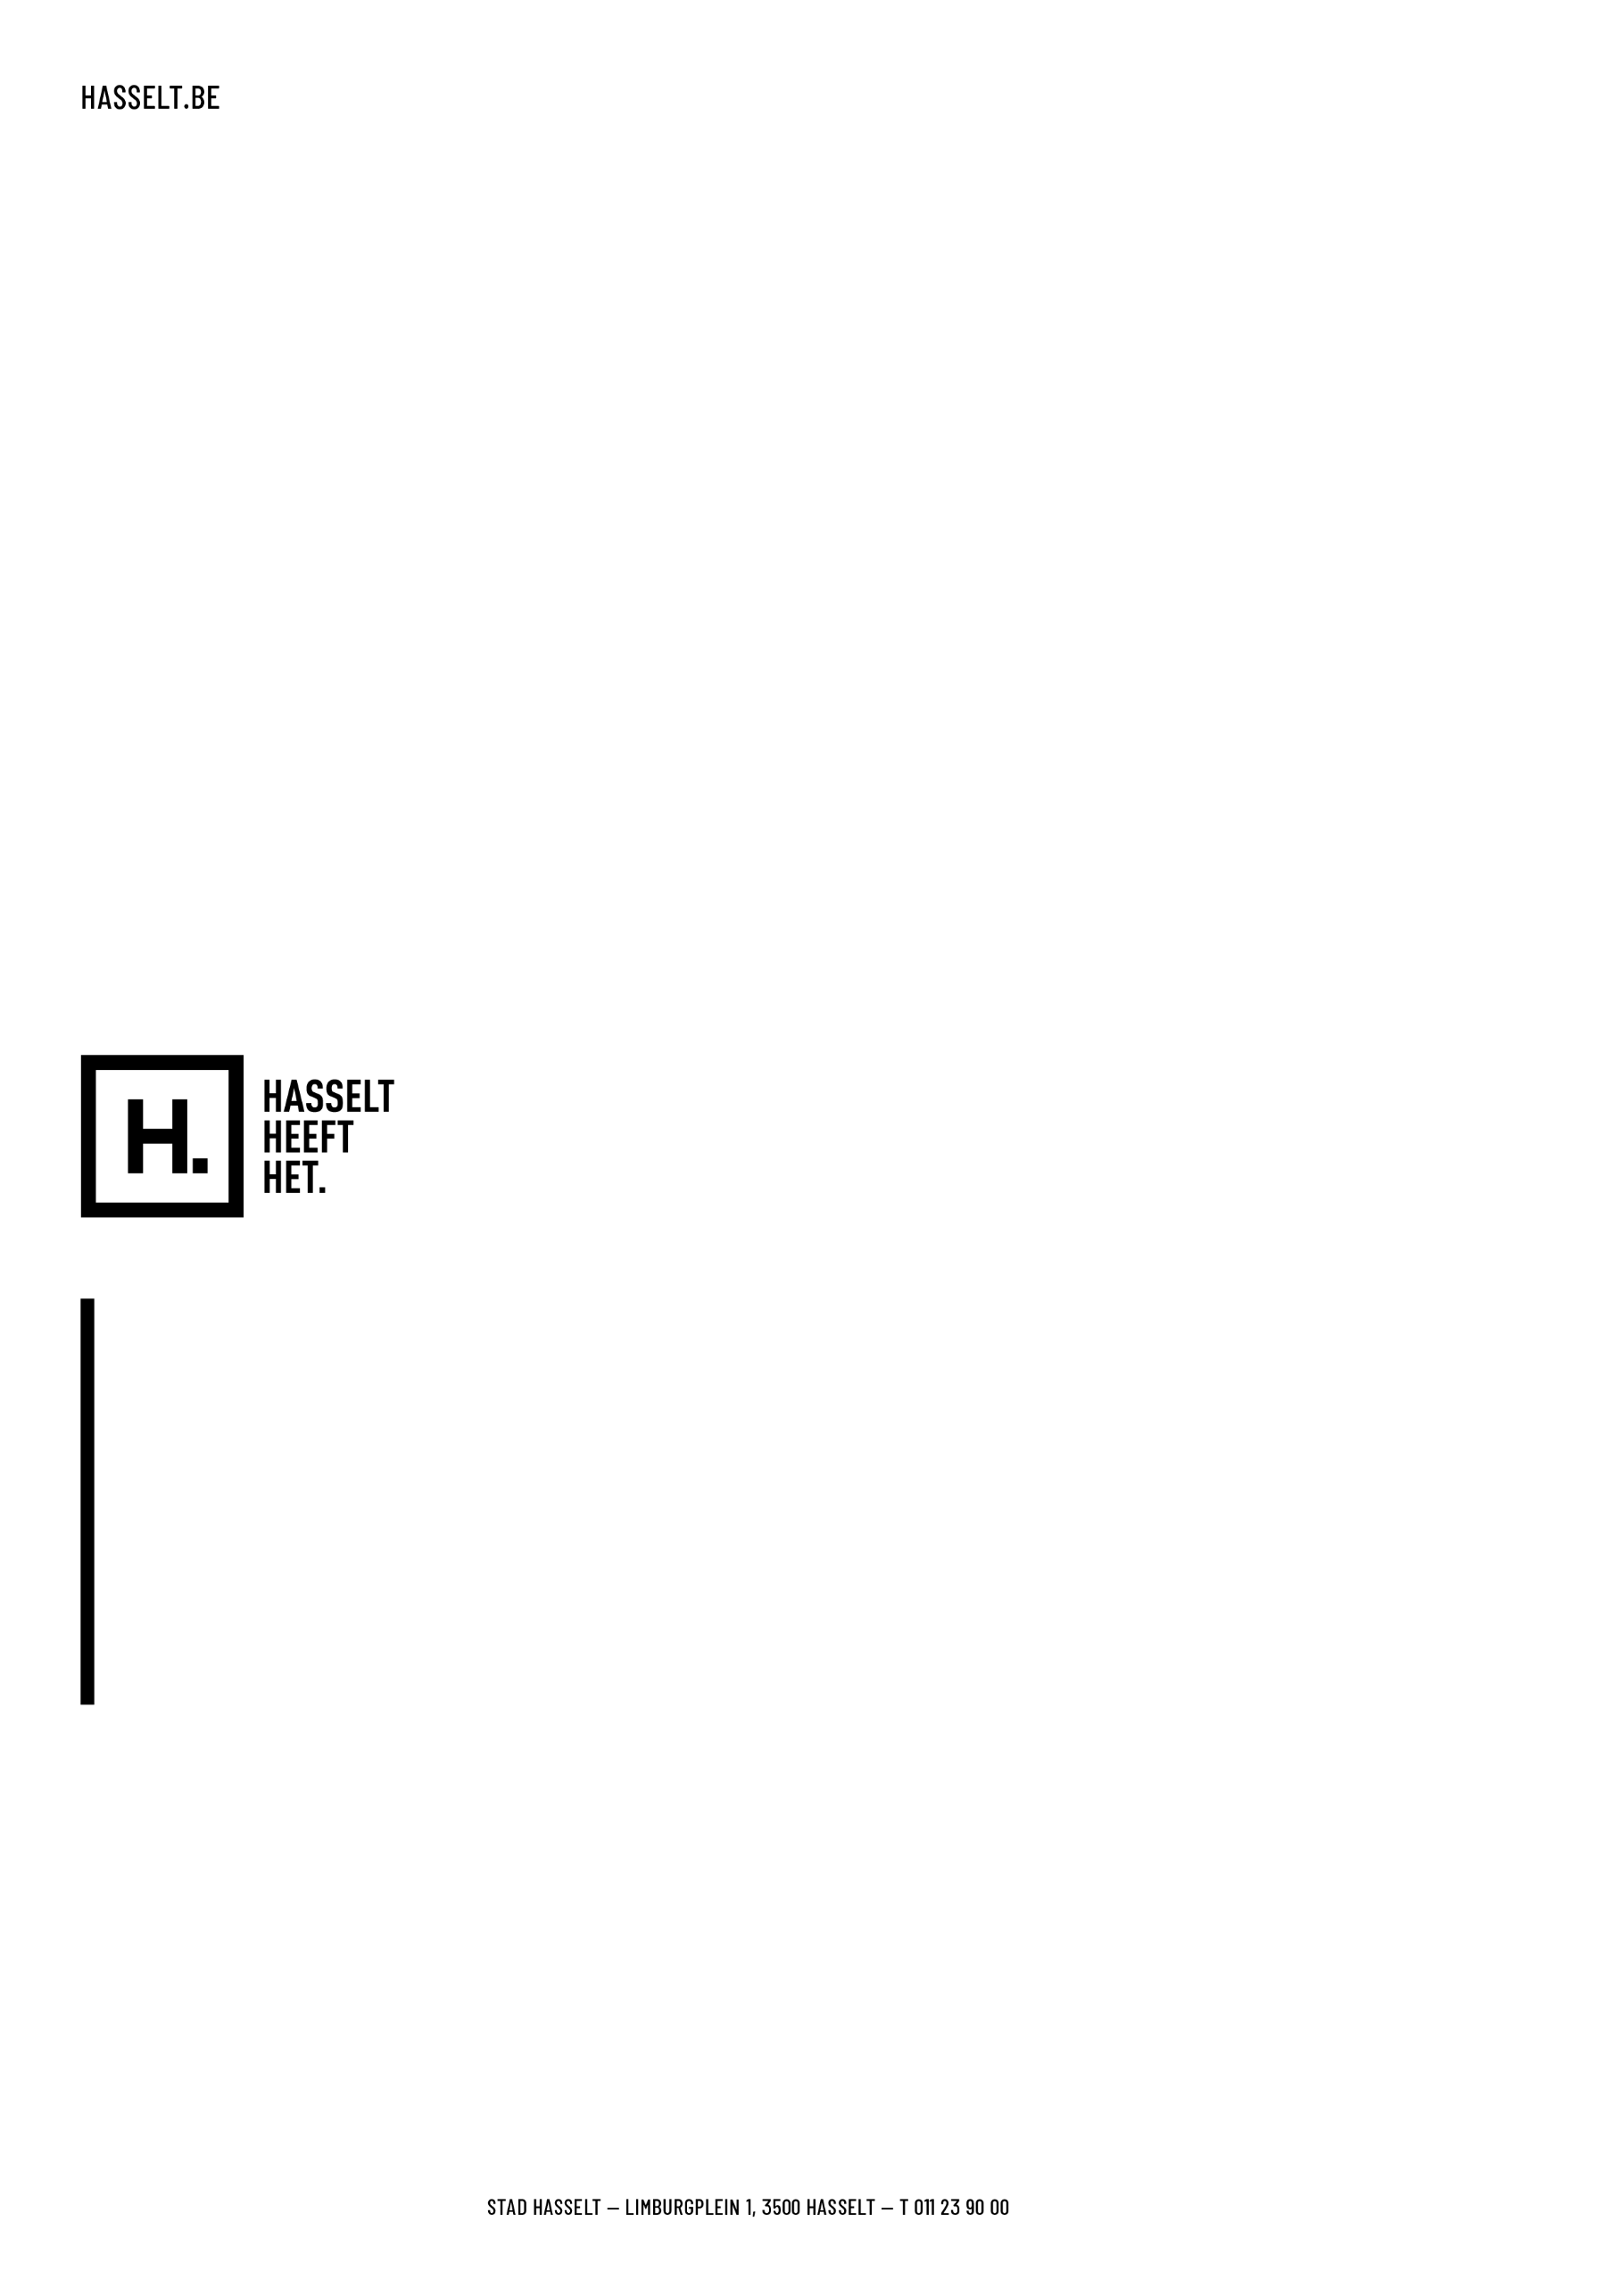 HASSELT.BE
H.
HASSELT
HEEFT
HET.
STAD HASSELT – LIMBURGPLEIN 1, 3500 HASSELT – T 011 23 90 00